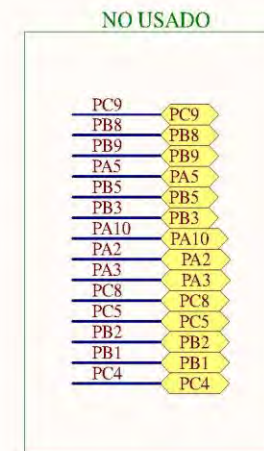 NO USADO
PC9 PC9
PB8 PB8
PB9 PB9
PA5 PA5
PB5 PB5
PB3 PB3
PA10 PA10
PA2 PA2
PA3 PA3
PC8 PC8
PC5 PC5
PB2 PB2
PB1 PB1
PC4 PC4